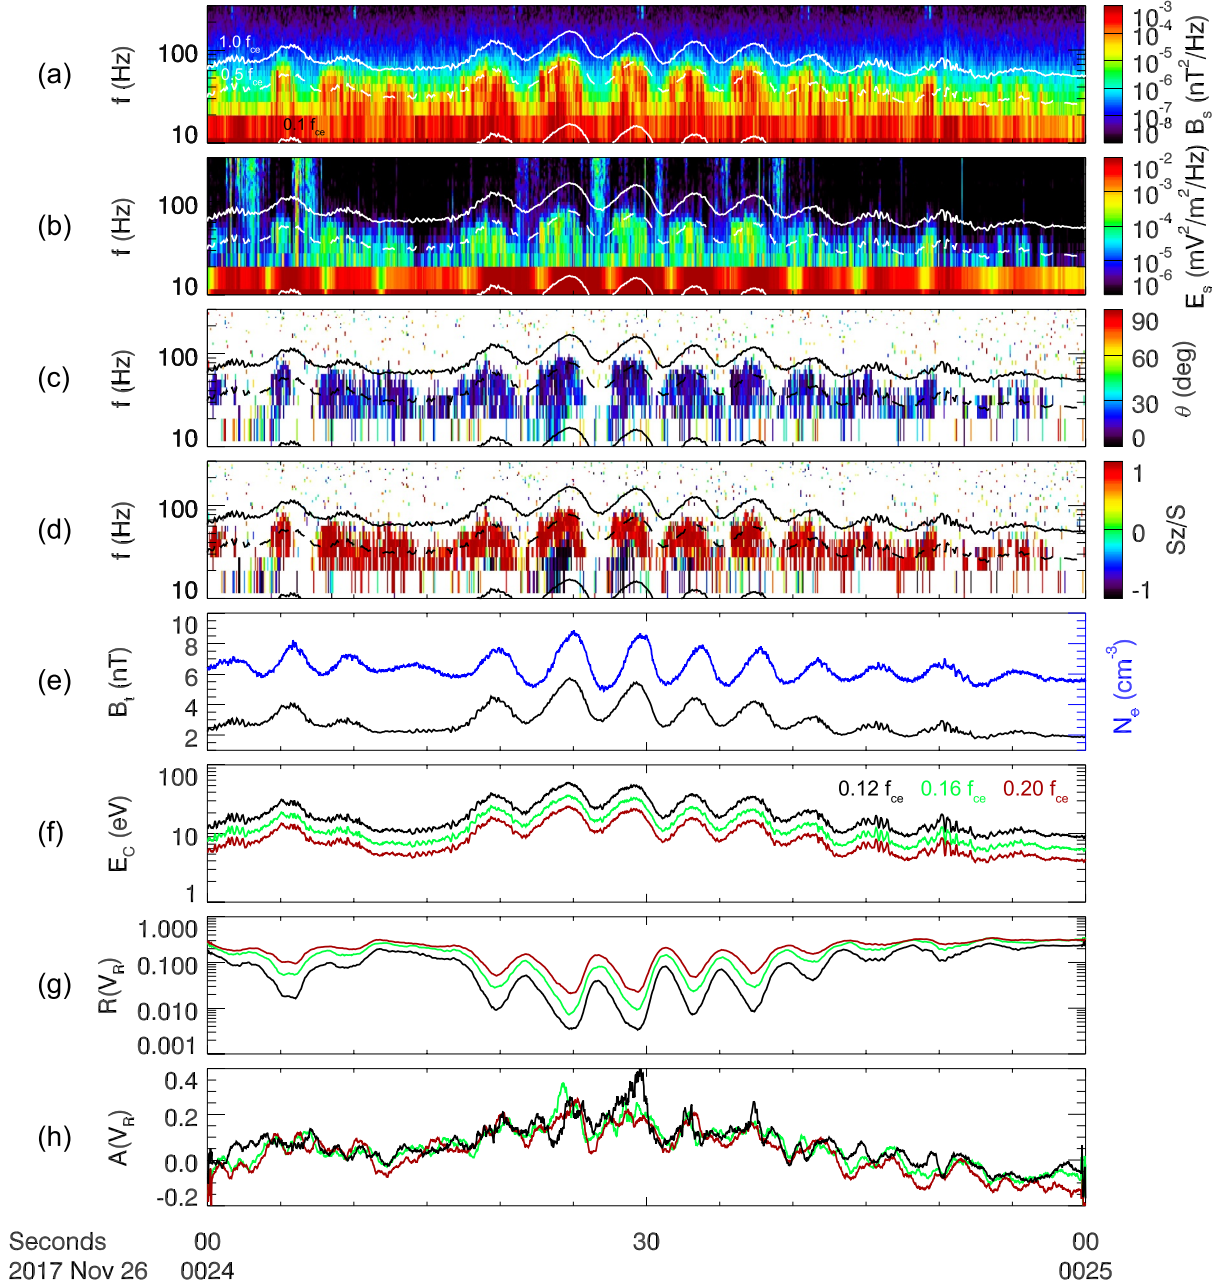 (a)
f (Hz)
100
10
1.0 fce
0.5 fce
0.1 fce
10-3
10-4
10-5
10-6
10-7
10-8
Bs (nT2/Hz)
(b)
f (Hz)
100
10
10-2
10-3
10-4
10-5
10-6
Es (mV2/m2/Hz)
(c)
f (Hz)
100
10
90
60
30
0
θ (deg)
(d)
f (Hz)
100
10
1
0
-1
Sz/S
(e)
Bt (nT)
10
8
6
4
2
Ne (cm-3)
(f)
EC (eV)
100
10
1
0.12 fce 0.16 fce 0.20 fce
(g)
R(VR)
1.000
0.100
0.010
0.001
(h)
A(VR)
0.4
0.2
0.0
-0.2
Seconds 00 30 00
2017 Nov 26 0024 0025